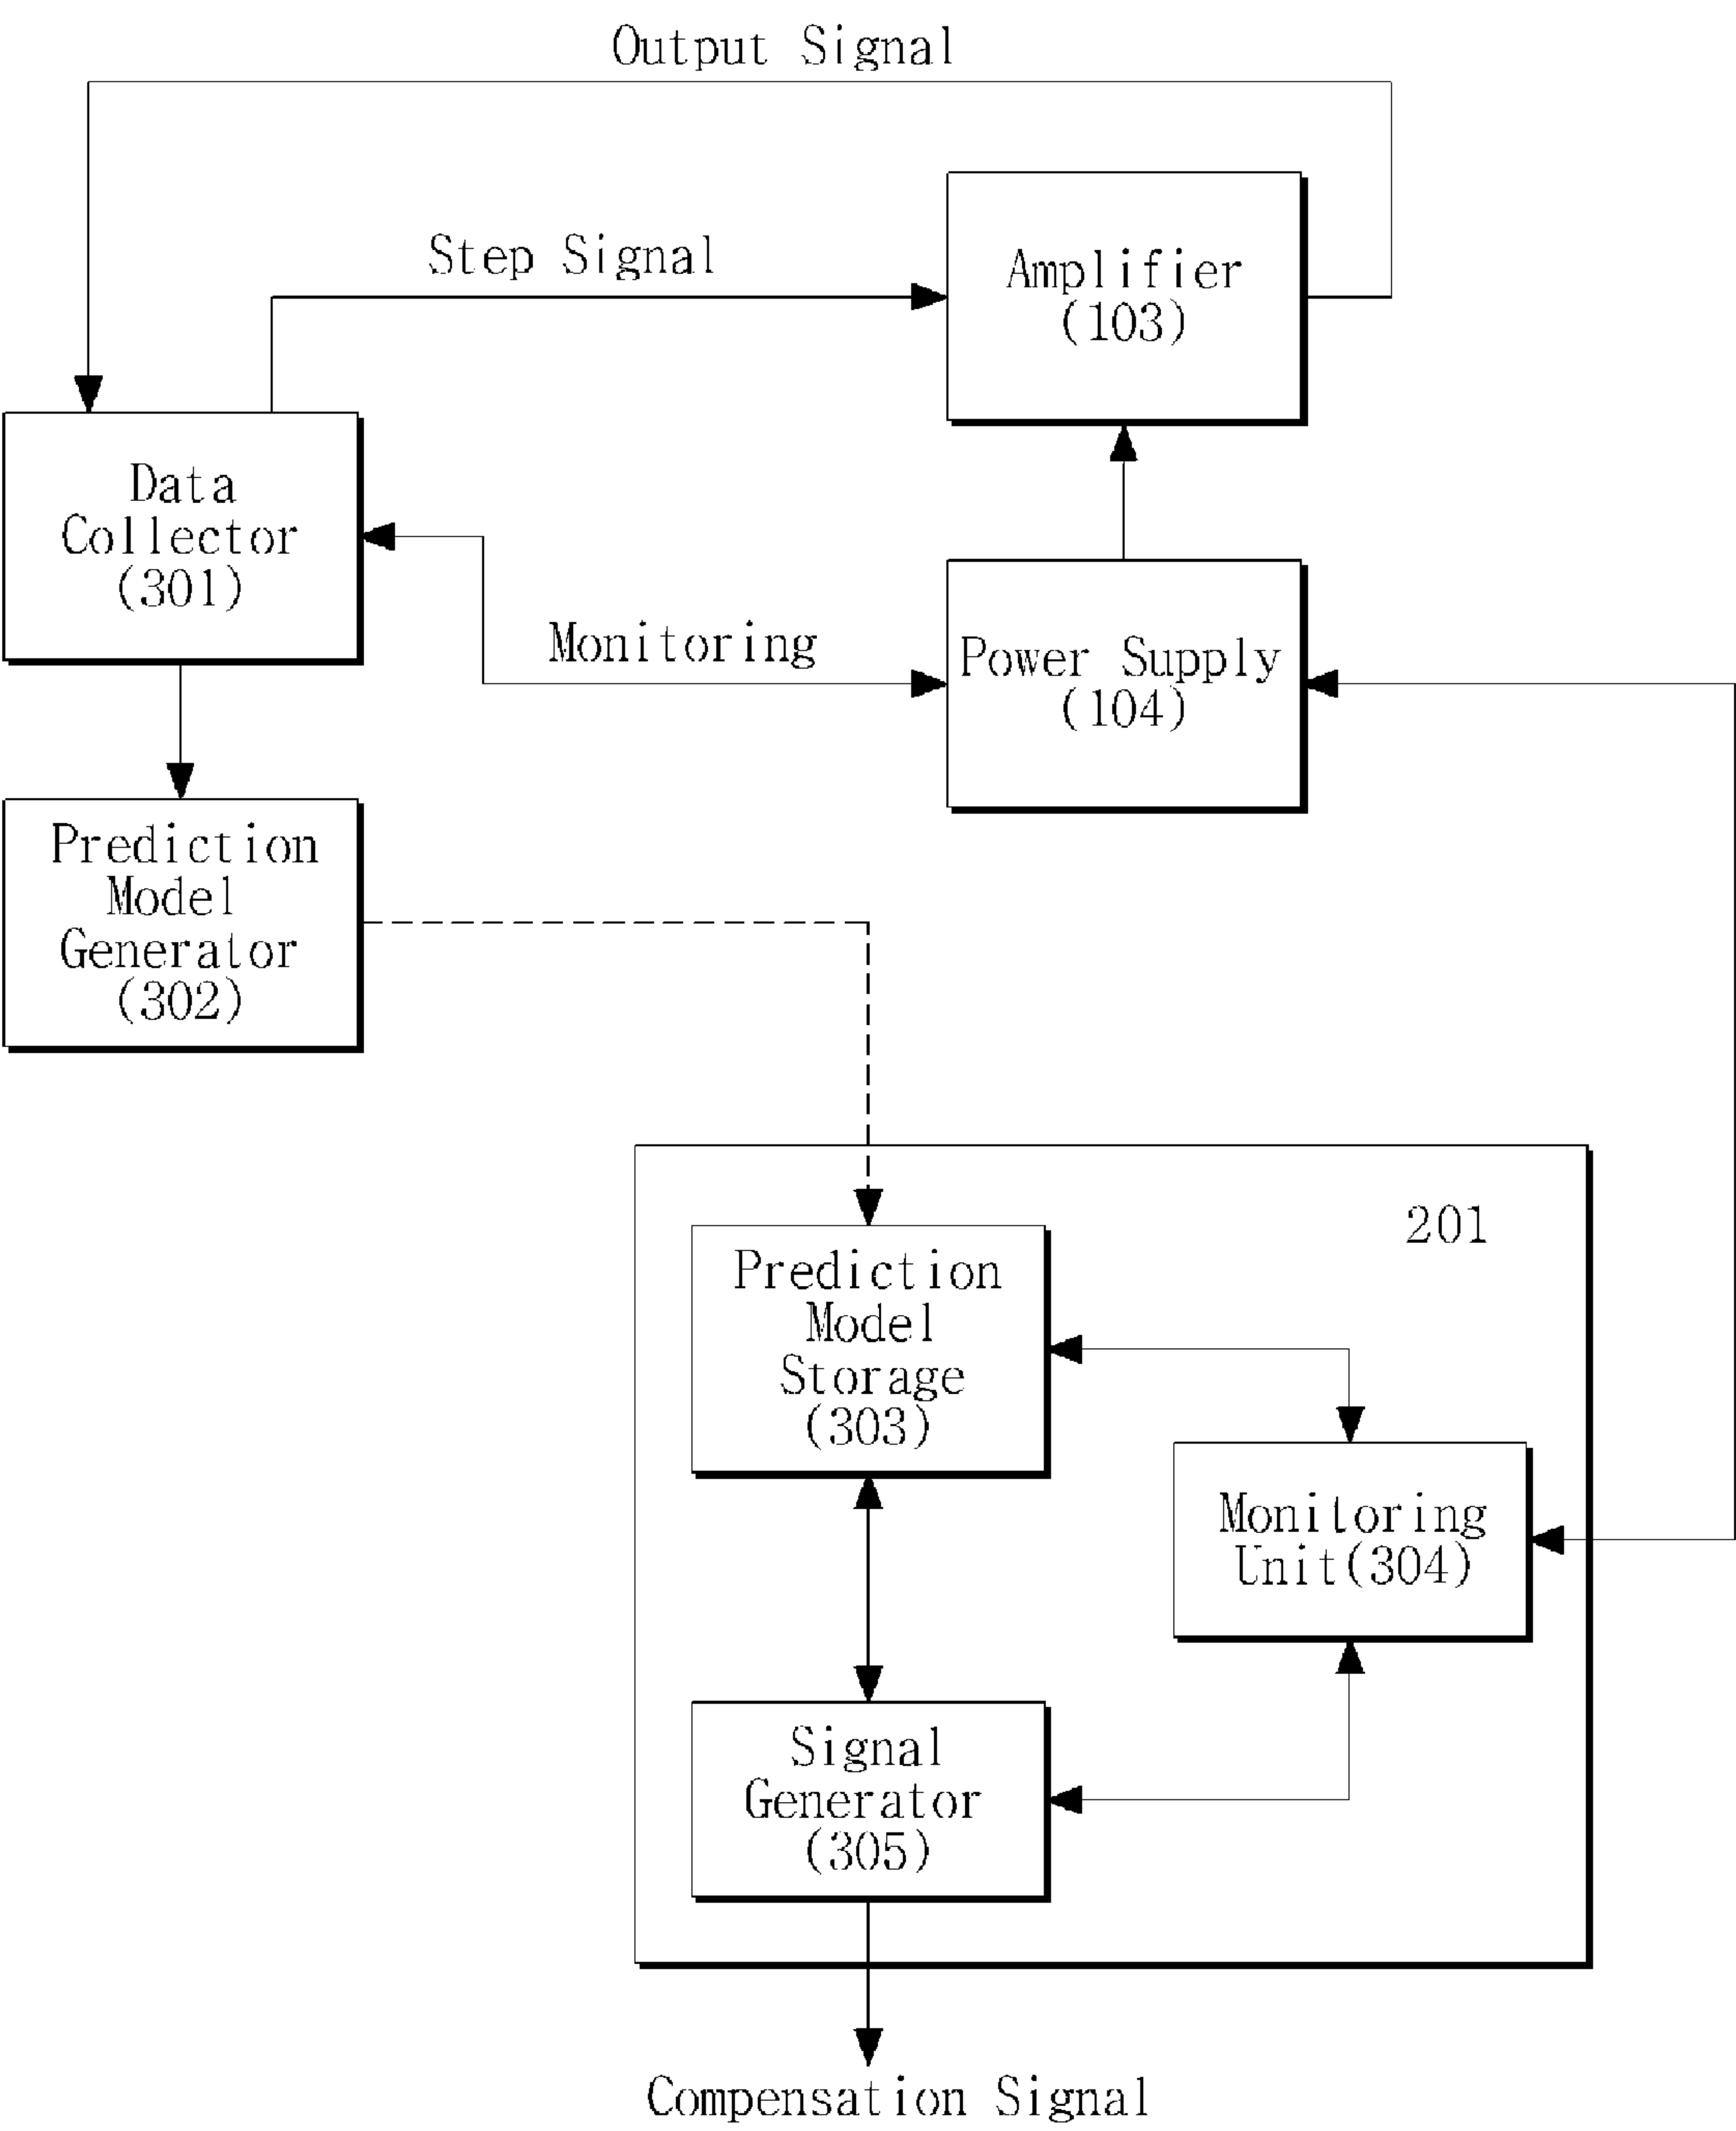 Output Signal
Step Signal
Amplifier
(103)
Data
Collector
(301)
Monitoring
Power Supply
(104)
Prediction
Model
Generator
(302)
201
Prediction
Model
Storage
(303)
Monitoring
Unit(304)
Signal
Generator
(305)
Compensation Signal